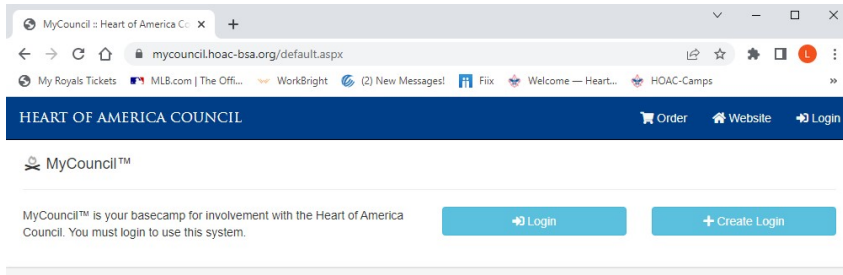 MyCouncil :: Heart of America Co
mycouncil.hoac-bsa.org/default.aspx
L
My Royals Tickets MLB.com | The Offi... WorkBright (2) New Messages! Fiix Welcome — Heart... HOAC-Camps »
HEART OF AMERICA COUNCIL Order Website Login
MyCouncil™
MyCouncil™ is your basecamp for involvement with the Heart of America
Council. You must login to use this system.
Login + Create Login